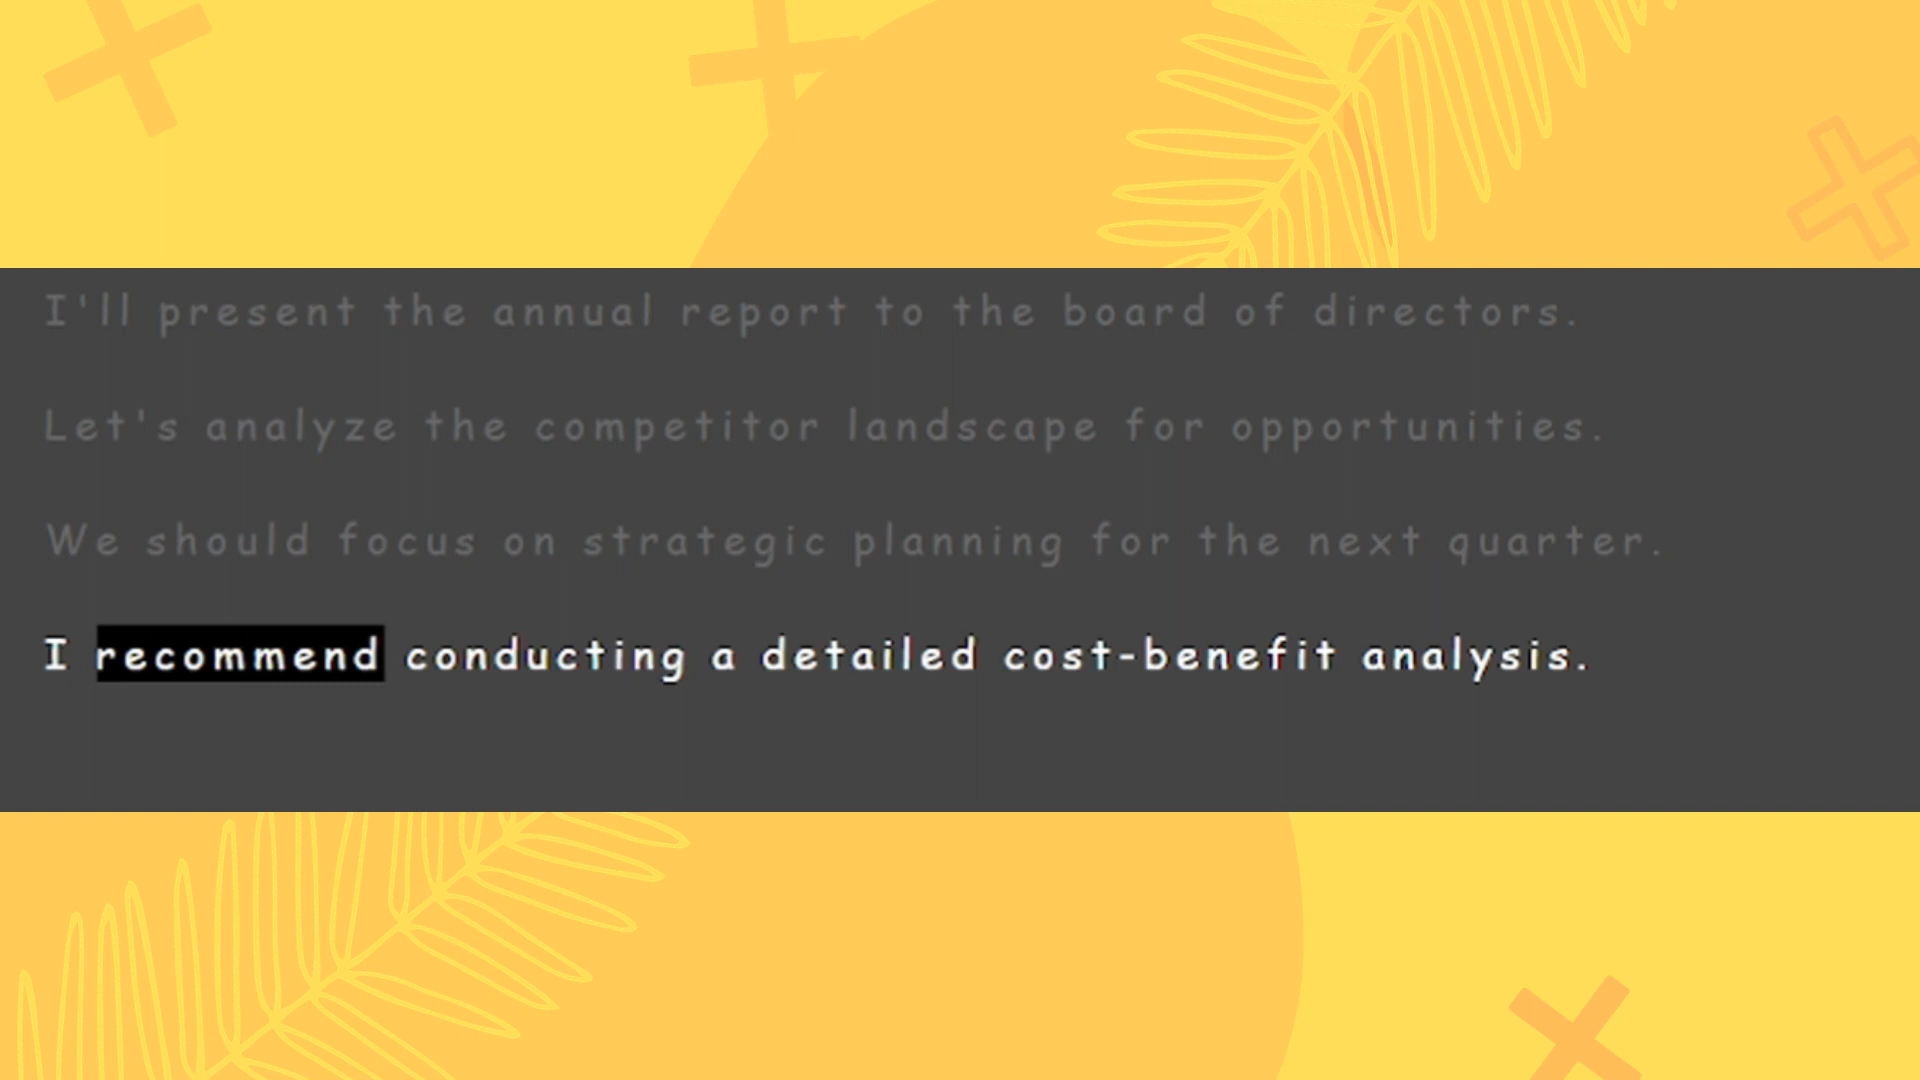 I'll present the annual report to the board of directors.
Let's analyze the competitor landscape for opportunities.
We should focus on strategic planning for the next quarter.
I recommend conducting a detailed cost-benefit analysis.